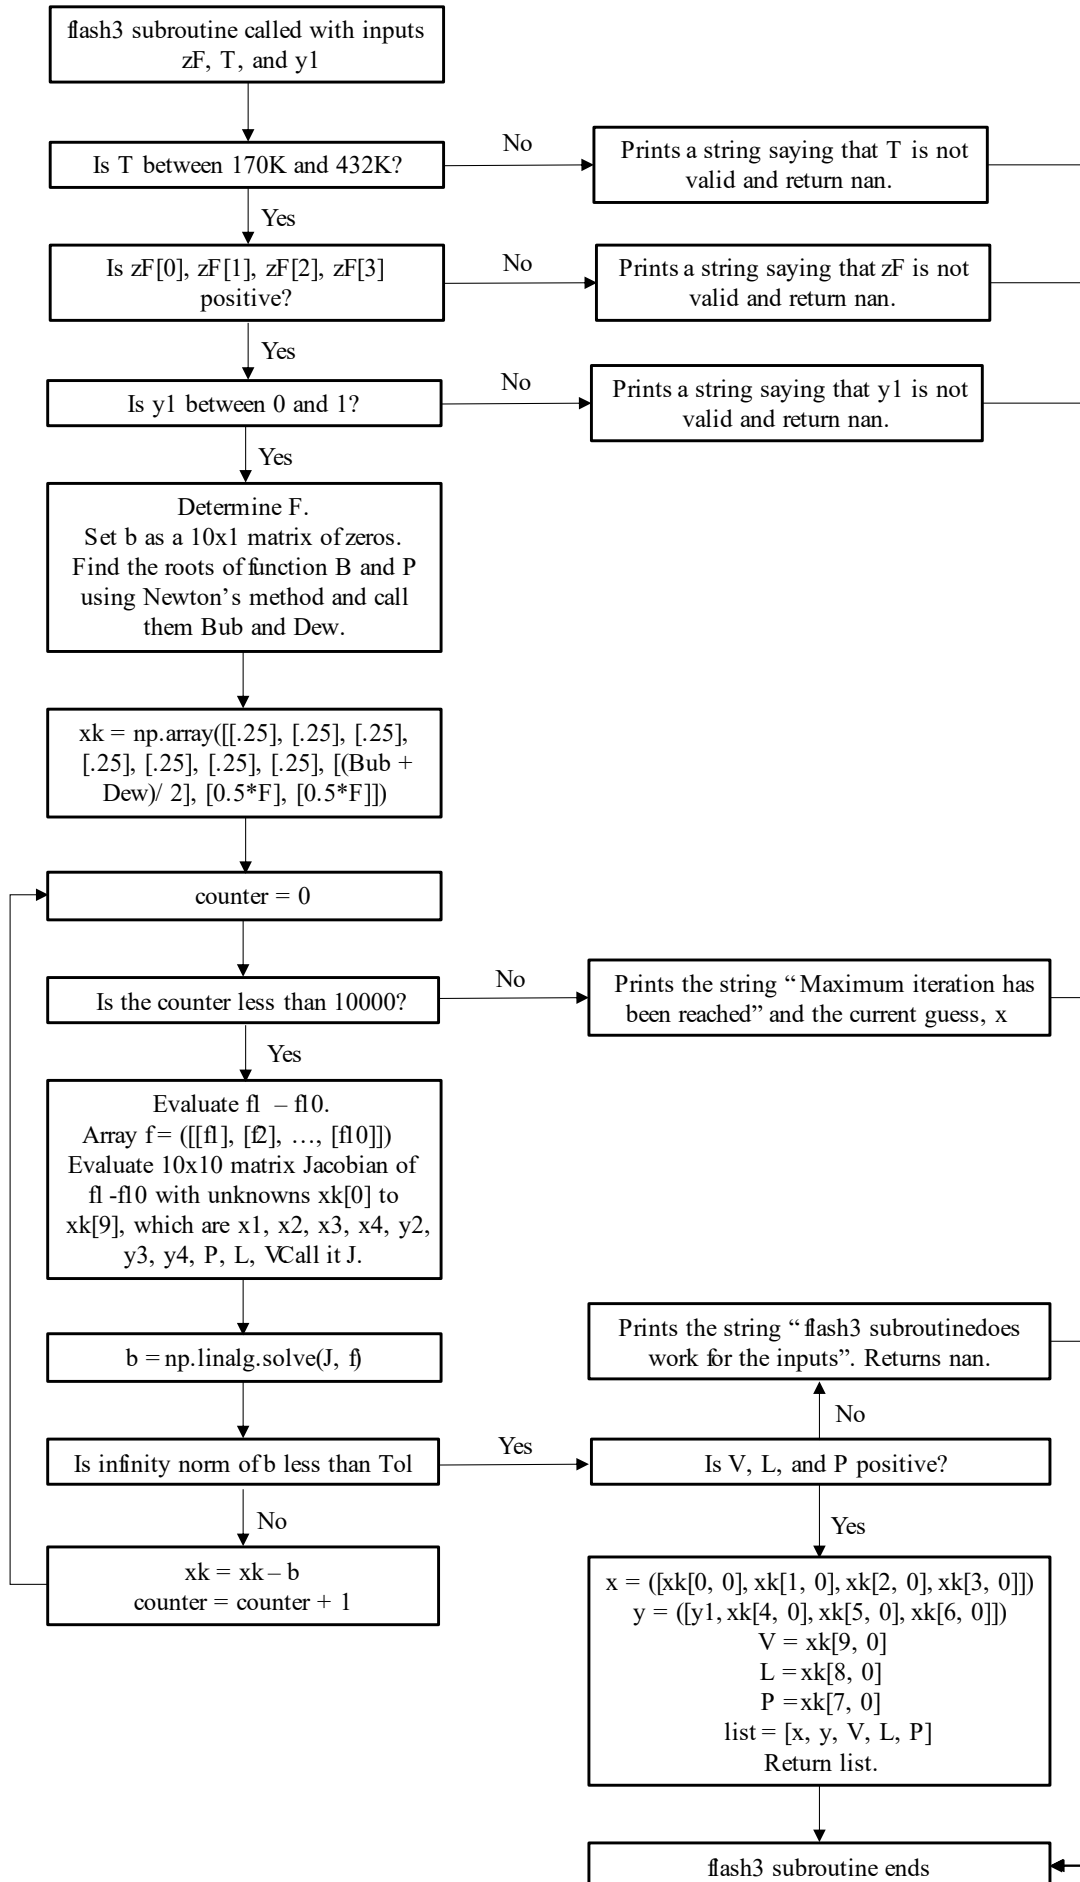 flash3 subroutine called with inputs
zF, T, and y1
Is T between 170K and 432K?
No
Prints a string saying that T is not
valid and return nan.
Yes
Is zF[0], zF[1], zF[2], zF[3]
positive?
No
Prints a string saying that zF is not
valid and return nan.
Yes
Is y1 between 0 and 1?
No
Prints a string saying that y1 is not
valid and return nan.
Yes
Determine F.
Set b as a 10x1 matrix of zeros.
Find the roots of function B and P
using Newton’s method and call
them Bub and Dew.
xk = np.array([[.25], [.25], [.25],
[.25], [.25], [.25], [.25], [(Bub +
Dew)/ 2], [0.5*F], [0.5*F]])
counter = 0
Is the counter less than 10000?
No
Prints the string “Maximum iteration has
been reached” and the current guess, x
Yes
Evaluate f1 – f10.
Array f = ([[f1], [f2], …, [f10]])
Evaluate 10x10 matrix Jacobian of
f1 -f10 with unknowns xk[0] to
xk[9], which are x1, x2, x3, x4, y2,
y3, y4, P, L, VCall it J.
b = np.linalg.solve(J, f)
Prints the string “flash3 subroutinedoes
work for the inputs”. Returns nan.
No
Is infinity norm of b less than Tol
Yes
Is V, L, and P positive?
No
Yes
xk = xk – b
counter = counter + 1
x = ([xk[0, 0], xk[1, 0], xk[2, 0], xk[3, 0]])
y = ([y1, xk[4, 0], xk[5, 0], xk[6, 0]])
V = xk[9, 0]
L = xk[8, 0]
P = xk[7, 0]
list = [x, y, V, L, P]
Return list.
flash3 subroutine ends